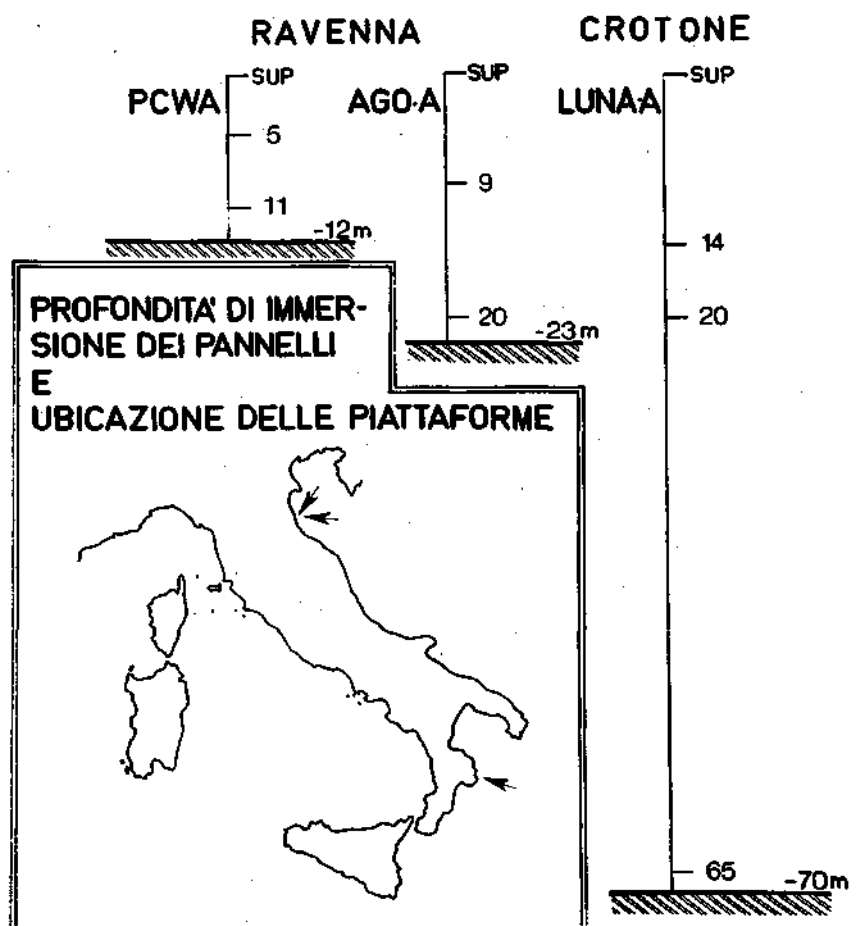 RAVENNA
CROTONE
PCWA
SUP
5
11
-12m
AGO·A
SUP
9
20
-23m
LUNA·A
SUP
14
20
65
-70m
PROFONDITA' DI IMMER-
SIONE DEI PANNELLI
E
UBICAZIONE DELLE PIATTAFORME